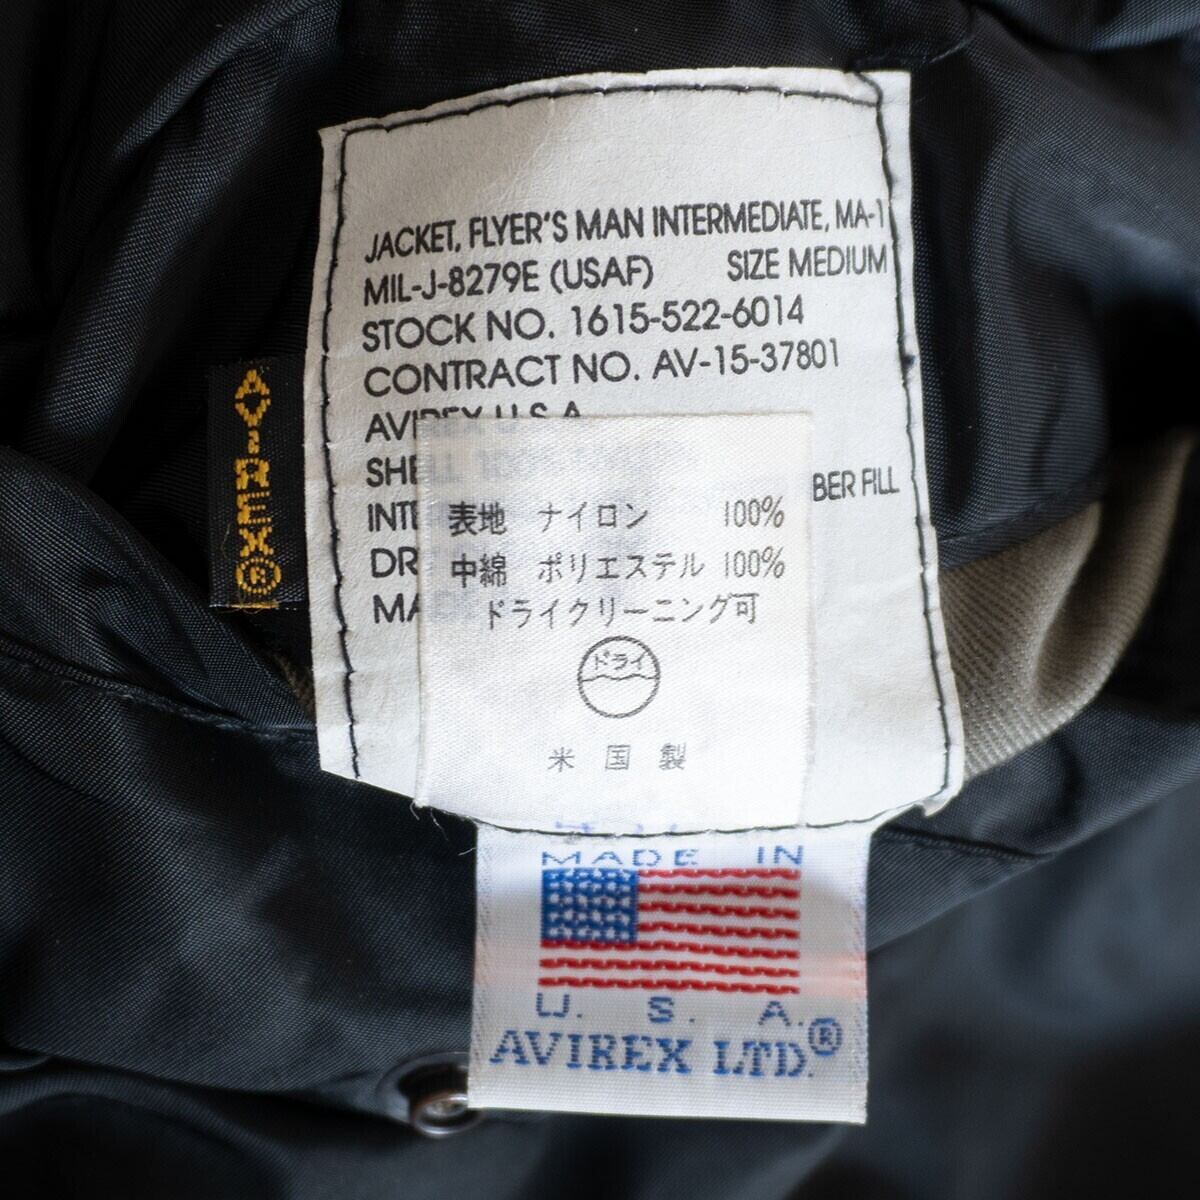 JACKET, FLYER'S MAN INTERMEDIATE, MA-1
MIL-J-8279E (USAF) SIZE MEDIUM
STOCK NO. 1615-522-6014
CONTRACT NO. AV-15-37801
AVIREX U.S.A.
BER FILL
AVIREX®
表地 ナイロン 100%
中綿 ポリエステル 100%
ドライクリーニング可
ドライ
米国製
MADE IN
U. S. A.
AVIREX LTD.®